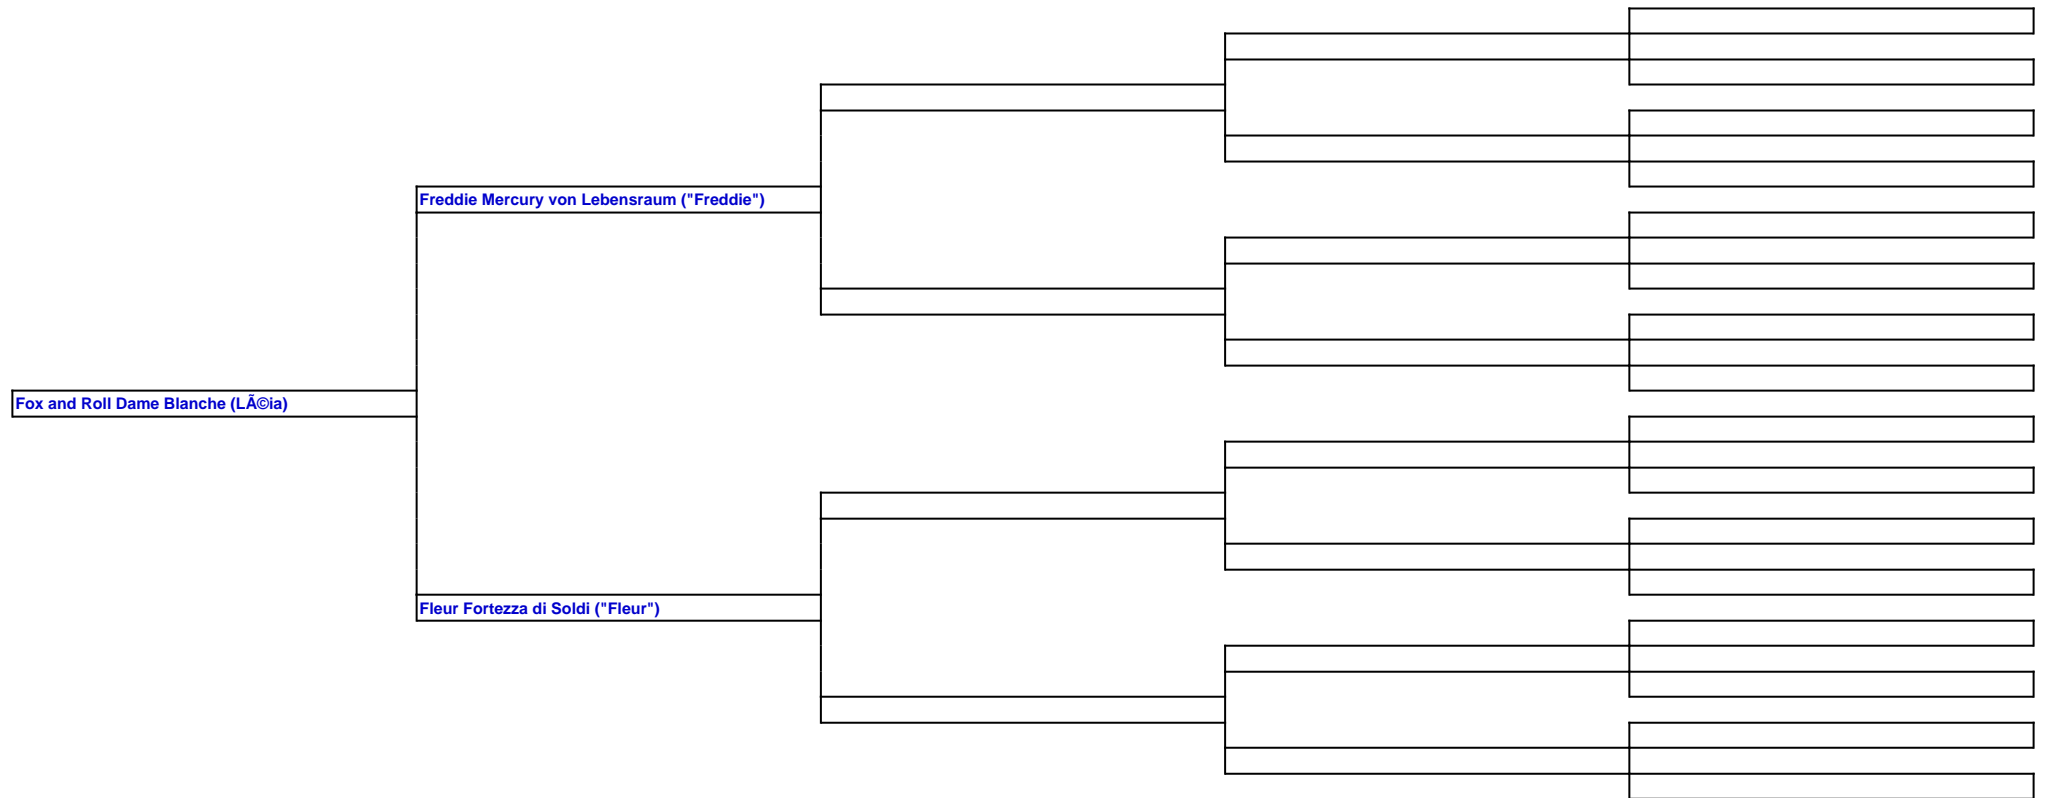 Freddie Mercury von Lebensraum ("Freddie")
Fox and Roll Dame Blanche (LÃ©ia)
Fleur Fortezza di Soldi ("Fleur")